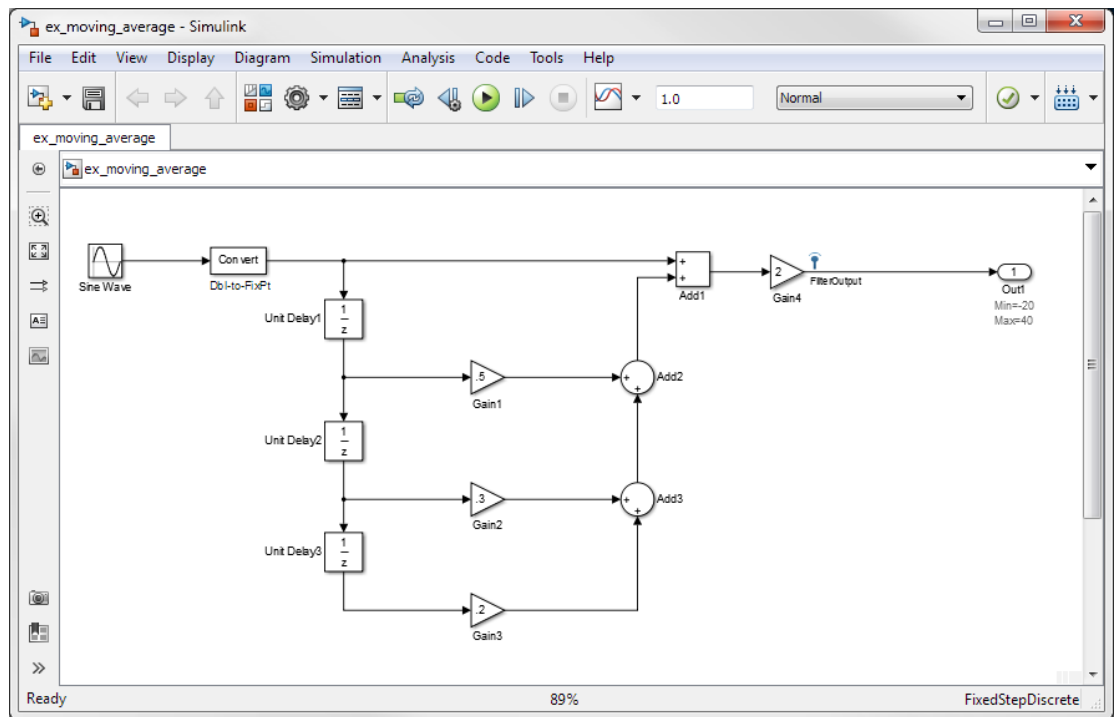 ex_moving_average - Simulink
File Edit View Display Diagram Simulation Analysis Code Tools Help
1.0 Normal
ex_moving_average
ex_moving_average
Sine Wave
Convert
Dbl-to-FixPt
+
+
Add1
2
Gain4
FilterOutput
1
Out1
Min=-20
Max=40
Unit Delay1
1
z
.5
Gain1
+
+
Add2
Unit Delay2
1
z
.3
Gain2
+
+
Add3
Unit Delay3
1
z
.2
Gain3
Ready 89% FixedStepDiscrete